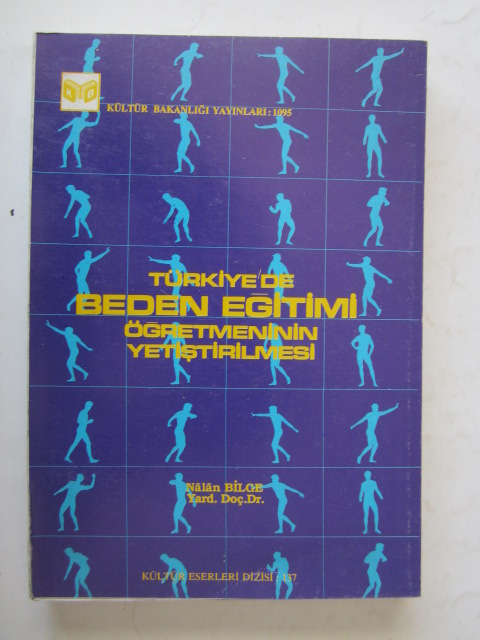 KÜLTÜR BAKANLIĞI YAYINLARI: 1095
TÜRKİYE'DE
BEDEN EĞİTİMİ
ÖĞRETMENİNİN
YETİŞTİRİLMESİ
Nâlân BİLGE
Yard. Doç.Dr.
KÜLTÜR ESERLERİ DİZİSİ: 137